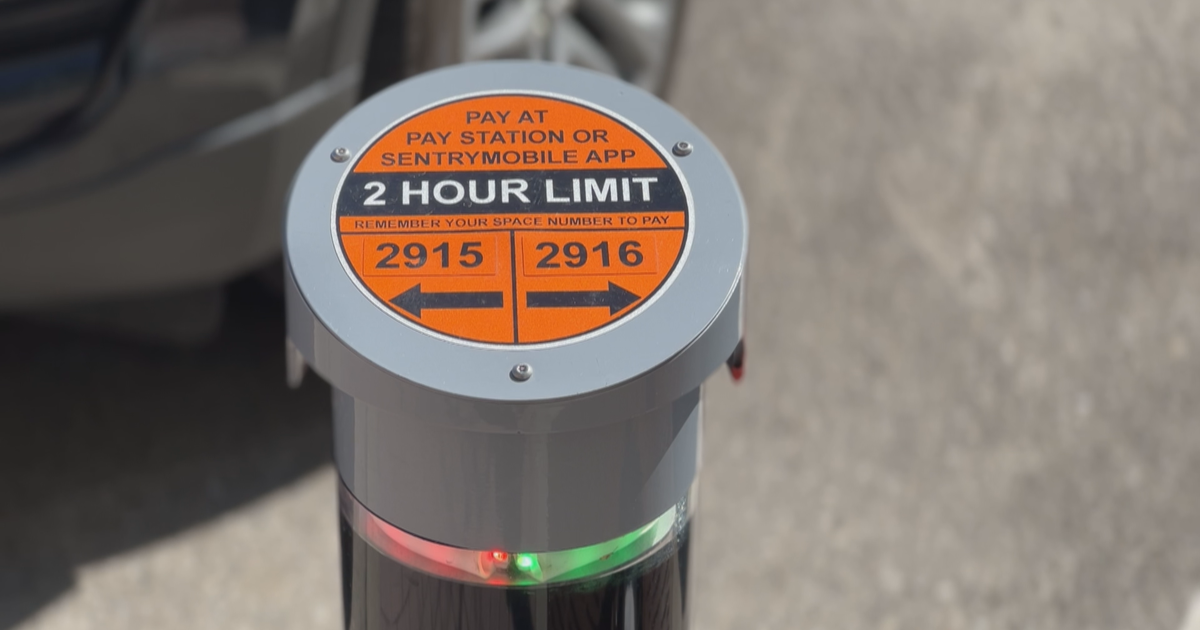 PAY AT
PAY STATION OR
SENTRYMOBILE APP
2 HOUR LIMIT
REMEMBER YOUR SPACE NUMBER TO PAY
2915 2916